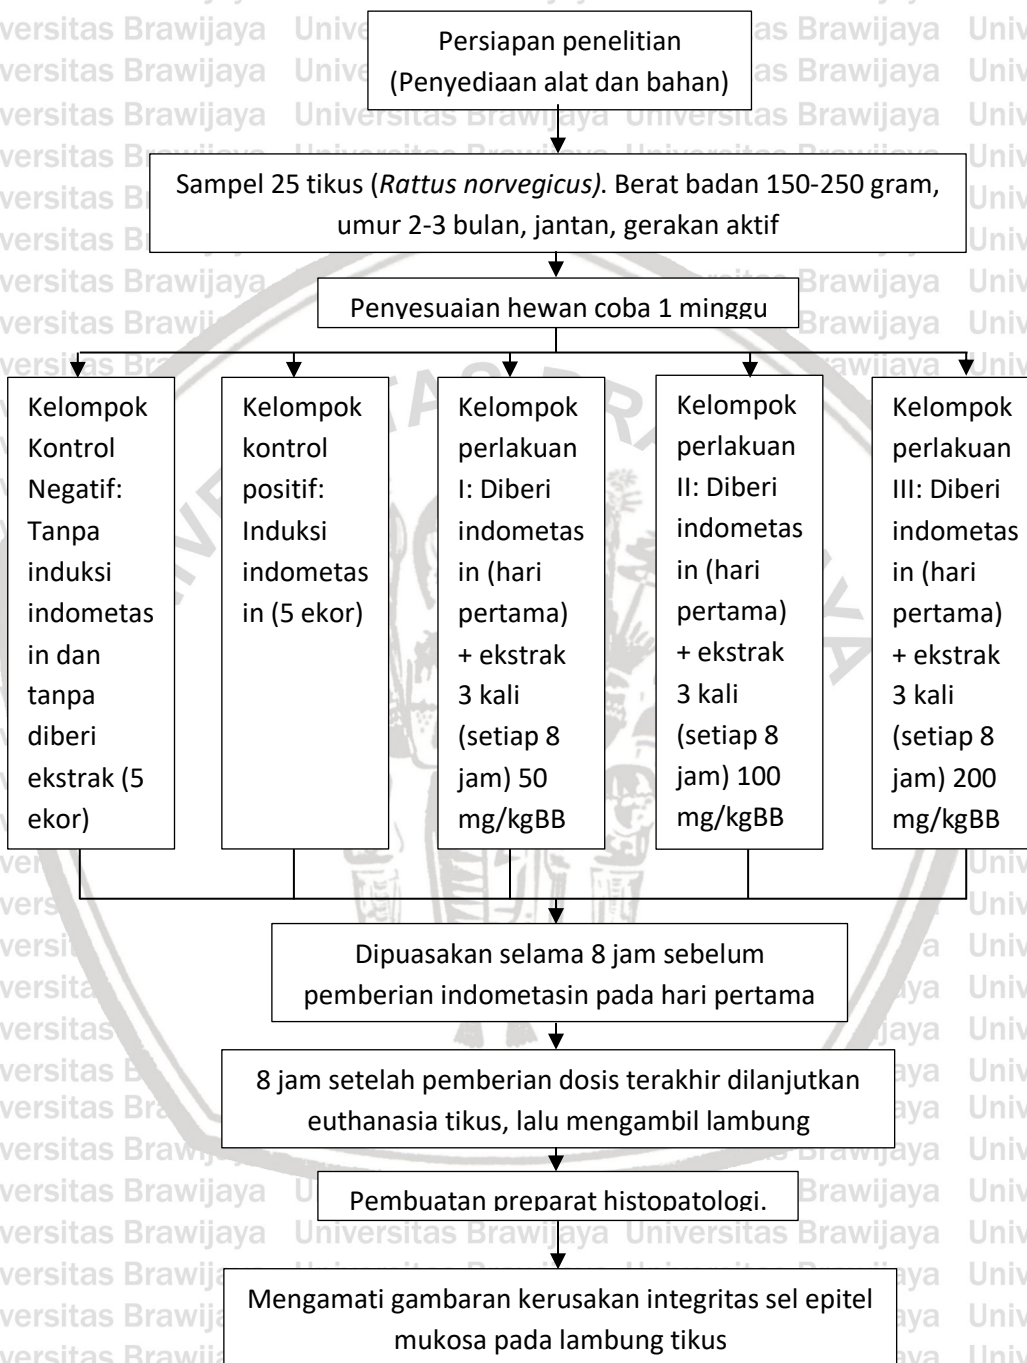 Persiapan penelitian
(Penyediaan alat dan bahan)
Sampel 25 tikus (Rattus norvegicus). Berat badan 150-250 gram,
umur 2-3 bulan, jantan, gerakan aktif
Penyesuaian hewan coba 1 minggu
Kelompok
Kontrol
Negatif:
Tanpa
induksi
indometas
in dan
tanpa
diberi
ekstrak (5
ekor)
Kelompok
kontrol
positif:
Induksi
indometas
in (5 ekor)
Kelompok
perlakuan
I: Diberi
indometas
in (hari
pertama)
+ ekstrak
3 kali
(setiap 8
jam) 50
mg/kgBB
Kelompok
perlakuan
II: Diberi
indometas
in (hari
pertama)
+ ekstrak
3 kali
(setiap 8
jam) 100
mg/kgBB
Kelompok
perlakuan
III: Diberi
indometas
in (hari
pertama)
+ ekstrak
3 kali
(setiap 8
jam) 200
mg/kgBB
Dipuasakan selama 8 jam sebelum
pemberian indometasin pada hari pertama
8 jam setelah pemberian dosis terakhir dilanjutkan
euthanasia tikus, lalu mengambil lambung
Pembuatan preparat histopatologi.
Mengamati gambaran kerusakan integritas sel epitel
mukosa pada lambung tikus